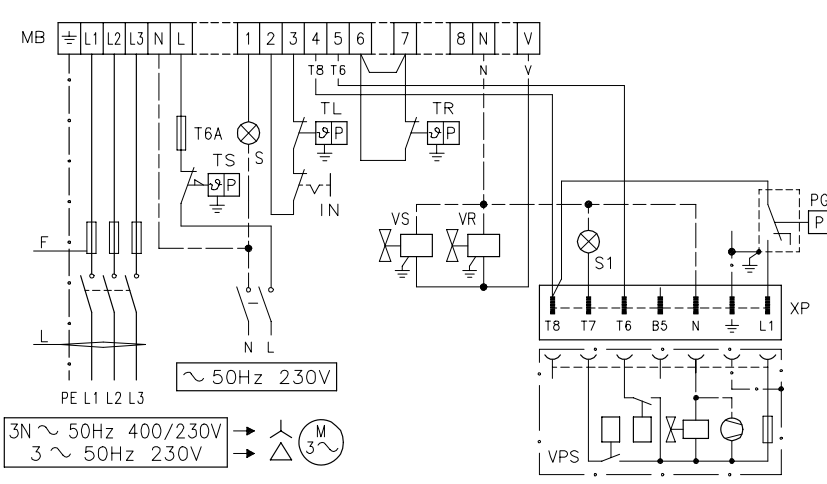 MB ⏚ L1 L2 L3 N L 1 2 3 4 5 6 7 8 N V
T8 T6 N V
T6A S TL TR
TS ϑ P ϑ P ϑ P
IN
PG
P
VS VR
F
S1
L
XP
T8 T7 T6 B5 N ⏚ L1
N L
~ 50Hz 230V
PE L1 L2 L3
3N ~ 50Hz 400/230V
3 ~ 50Hz 230V
M
3~
VPS